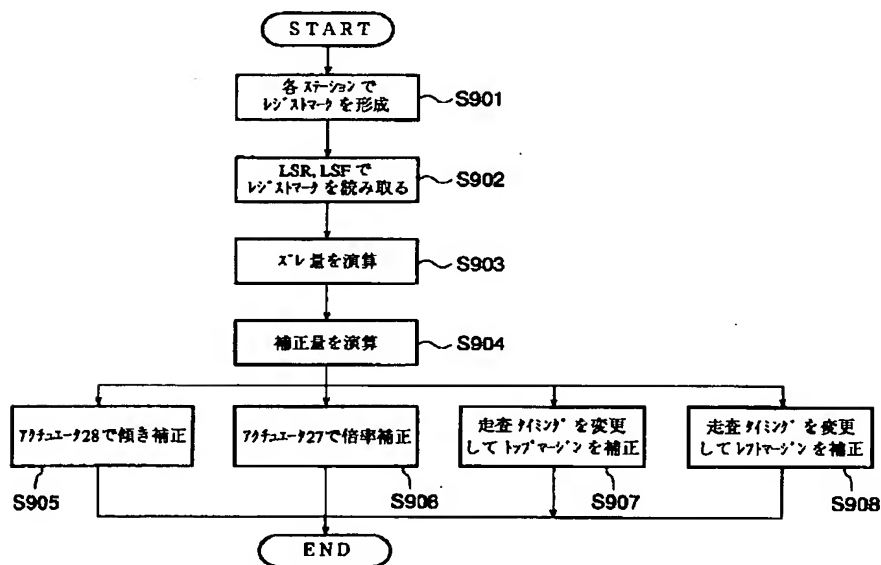 START
各ステーションで
レジストマークを形成
S901
LSR, LSFで
レジストマークを読み取る
S902
ズレ量を演算
S903
補正量を演算
S904
アクチュエータ28で傾き補正
S905
アクチュエータ27で倍率補正
S906
走査タイミングを変更
してトップマージンを補正
S907
走査タイミングを変更
してレフトマージンを補正
S908
END